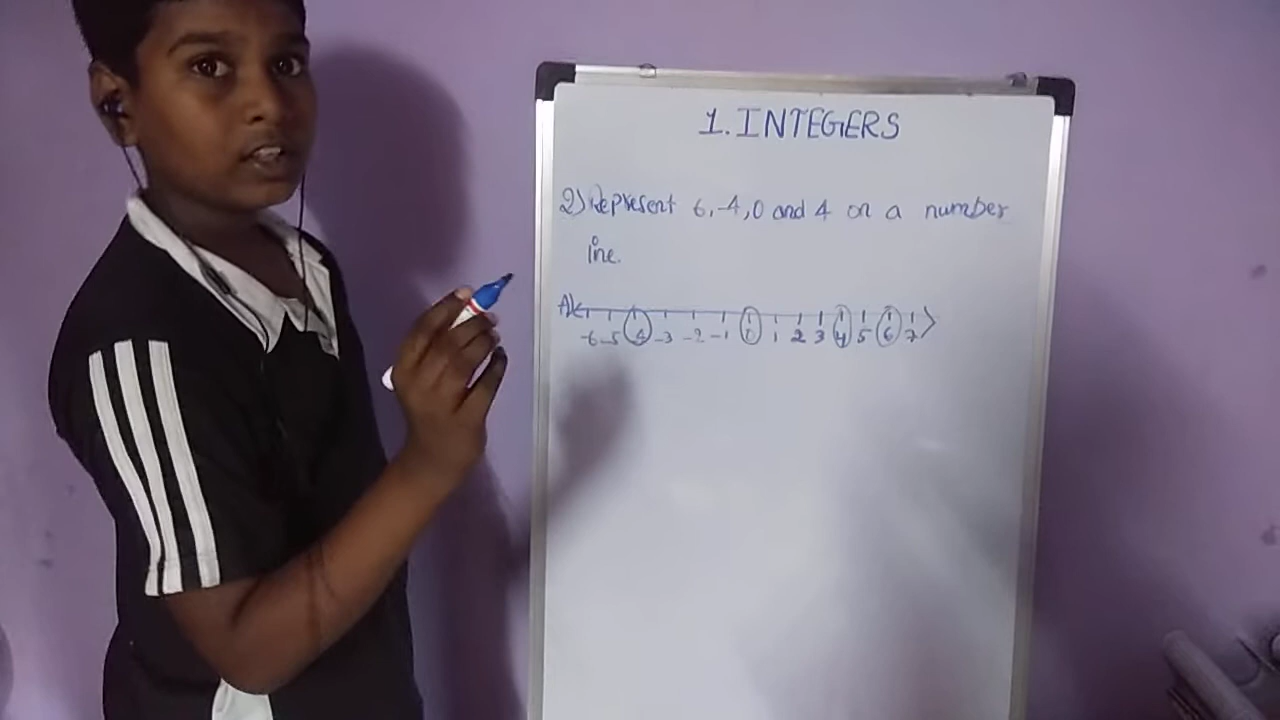 1. INTEGERS
2) Represent 6, -4, 0 and 4 on a number
line.
A)
-6 -5 -4 -3 -2 -1 0 1 2 3 4 5 6 7